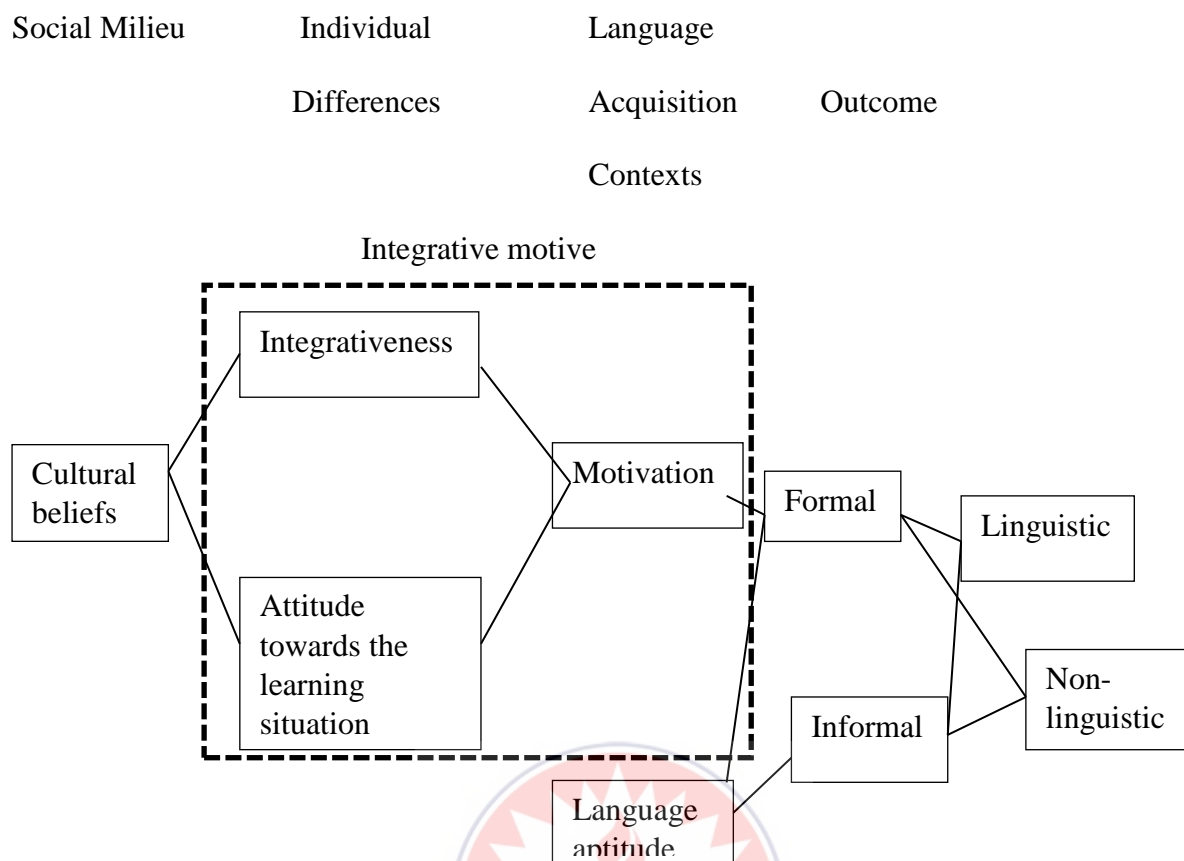 Social Milieu Individual Language
Differences Acquisition Outcome
Contexts
Integrative motive
Integrativeness
Cultural
beliefs
Motivation
Formal
Linguistic
Attitude
towards the
learning
situation
Informal
Non-
linguistic
Language
aptitude